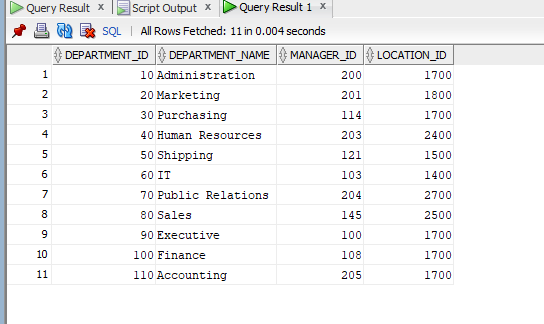 Query Result × Script Output × Query Result 1 ×
SQL | All Rows Fetched: 11 in 0.004 seconds
DEPARTMENT_ID DEPARTMENT_NAME MANAGER_ID LOCATION_ID
1 10 Administration 200 1700
2 20 Marketing 201 1800
3 30 Purchasing 114 1700
4 40 Human Resources 203 2400
5 50 Shipping 121 1500
6 60 IT 103 1400
7 70 Public Relations 204 2700
8 80 Sales 145 2500
9 90 Executive 100 1700
10 100 Finance 108 1700
11 110 Accounting 205 1700